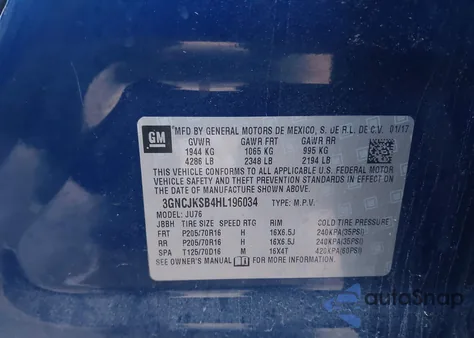 GM
MFD BY GENERAL MOTORS DE MEXICO, S. DE R.L. DE C.V. 01/17
GVWR GAWR FRT GAWR RR
1944 KG 1065 KG 995 KG
4286 LB 2348 LB 2194 LB
THIS VEHICLE CONFORMS TO ALL APPLICABLE U.S. FEDERAL MOTOR
VEHICLE SAFETY, BUMPER, AND THEFT PREVENTION STANDARDS IN EFFECT ON THE
DATE OF MANUFACTURE SHOWN ABOVE.
3GNCJKSB4HL196034 TYPE: M.P.V.
MODEL: JU76
JBBH TIRE SIZE SPEED RTG RIM COLD TIRE PRESSURE
FRT P205/70R16 H 16X6.5J 240KPA(35PSI)
RR P205/70R16 H 16X6.5J 240KPA(35PSI)
SPA T125/70D16 M 16X4T 420KPA(60PSI)
SEE OWNER'S MANUAL FOR MORE INFORMATION
autoSnap